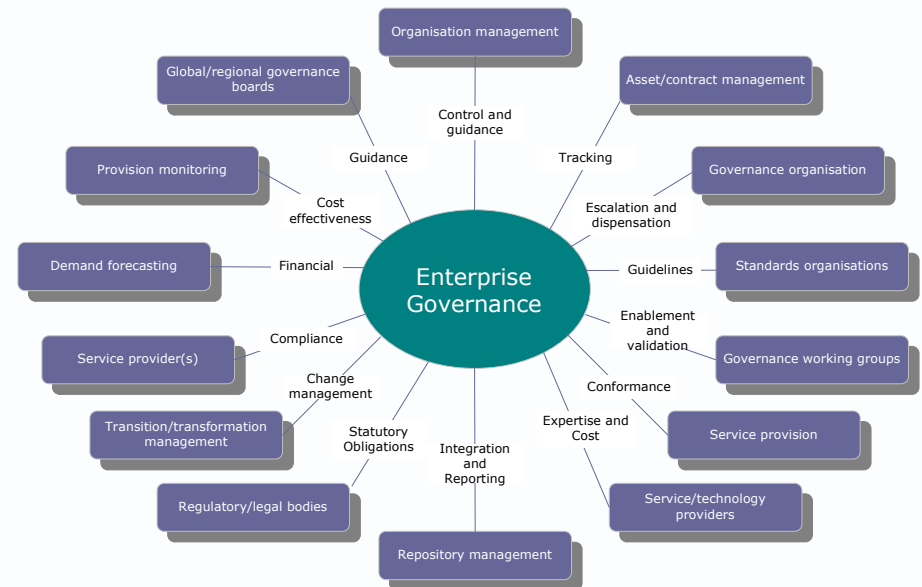 Organisation management
Global/regional governance
boards
Asset/contract management
Control and
guidance
Guidance
Tracking
Provision monitoring
Governance organisation
Cost
effectiveness
Escalation and
dispensation
Demand forecasting
Financial
Enterprise
Governance
Guidelines
Standards organisations
Enablement
and
validation
Compliance
Service provider(s)
Governance working groups
Change
management
Conformance
Transition/transformation
management
Statutory
Obligations
Integration
and
Reporting
Expertise and
Cost
Service provision
Regulatory/legal bodies
Service/technology
providers
Repository management